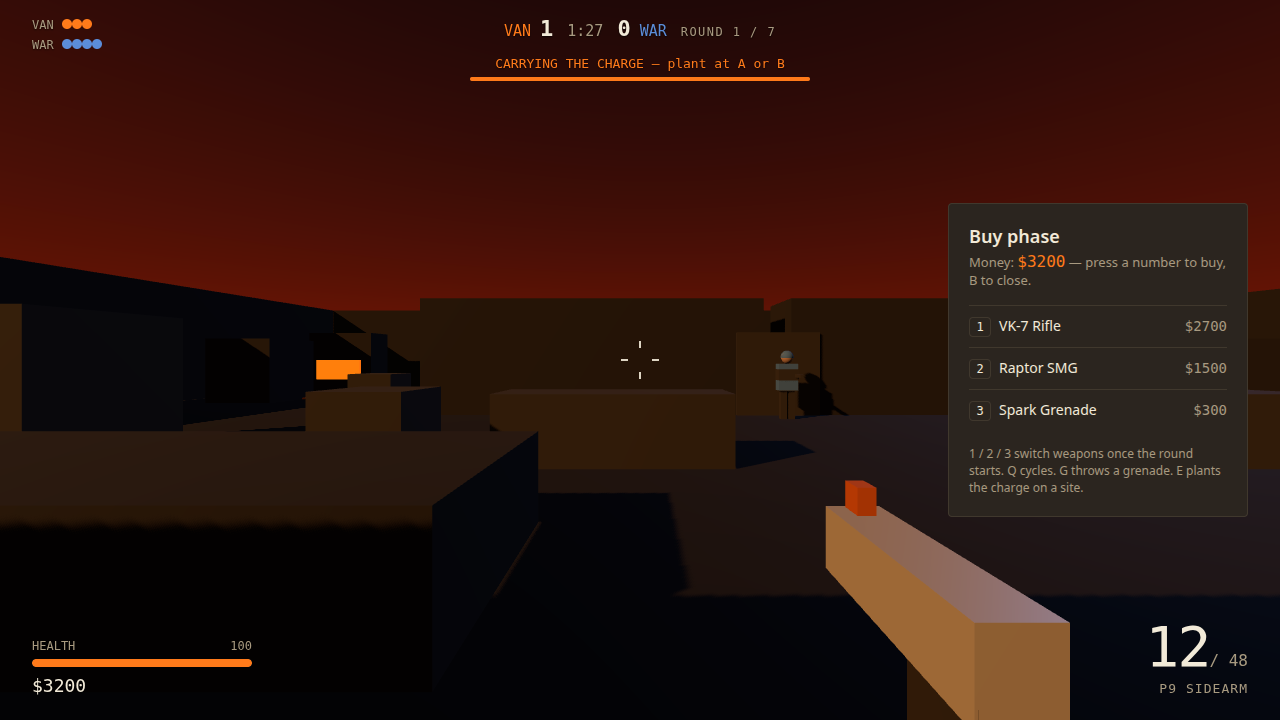 VAN
WAR
VAN 1 1:27 0 WAR ROUND 1 / 7
CARRYING THE CHARGE — plant at A or B
Buy phase
Money: $3200 — press a number to buy,
B to close.
1 VK-7 Rifle $2700
2 Raptor SMG $1500
3 Spark Grenade $300
1 / 2 / 3 switch weapons once the round
starts. Q cycles. G throws a grenade. E plants
the charge on a site.
HEALTH 100
$3200
12 / 48
P9 SIDEARM